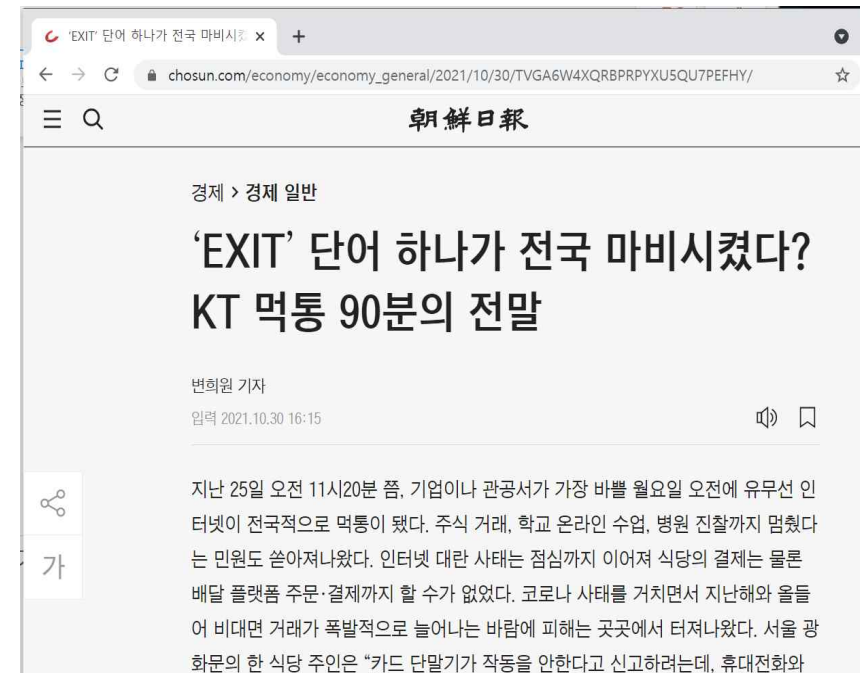 'EXIT' 단어 하나가 전국 마비시켰
chosun.com/economy/economy_general/2021/10/30/TVGA6W4XQRBPRPYXU5QU7PEFHY/
朝鮮日報
경제 > 경제 일반
‘EXIT’ 단어 하나가 전국 마비시켰다?
KT 먹통 90분의 전말
변희원 기자
입력 2021.10.30 16:15
지난 25일 오전 11시20분 쯤, 기업이나 관공서가 가장 바쁠 월요일 오전에 유무선 인
터넷이 전국적으로 먹통이 됐다. 주식 거래, 학교 온라인 수업, 병원 진찰까지 멈췄다
는 민원도 쏟아져나왔다. 인터넷 대란 사태는 점심까지 이어져 식당의 결제는 물론
가
배달 플랫폼 주문·결제까지 할 수가 없었다. 코로나 사태를 거치면서 지난해와 올들
어 비대면 거래가 폭발적으로 늘어나는 바람에 피해는 곳곳에서 터져나왔다. 서울 광
화문의 한 식당 주인은 “카드 단말기가 작동을 안한다고 신고하려는데, 휴대전화와